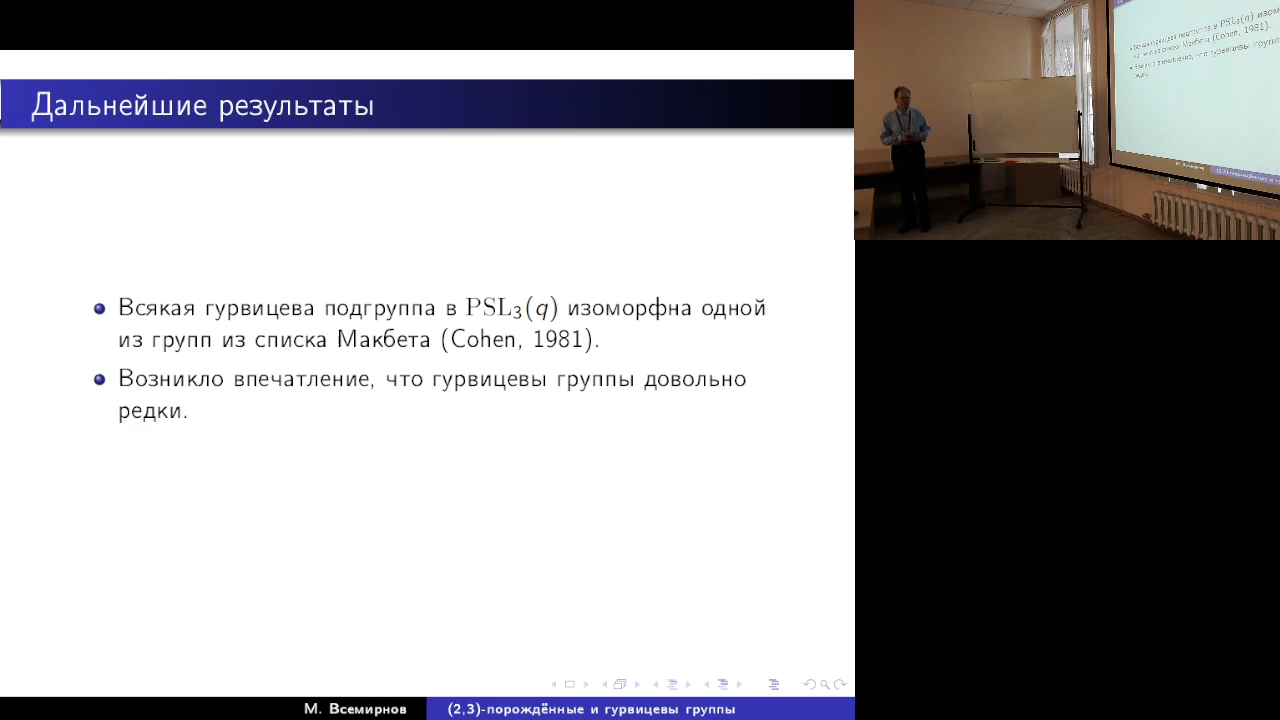 Дальнейшие результаты
Всякая гурвицева подгруппа в PSL₃(q) изоморфна одной
из групп из списка Макбета (Cohen, 1981).
Возникло впечатление, что гурвицевы группы довольно
редки.
М. Всемирнов
(2,3)-порождённые и гурвицевы группы